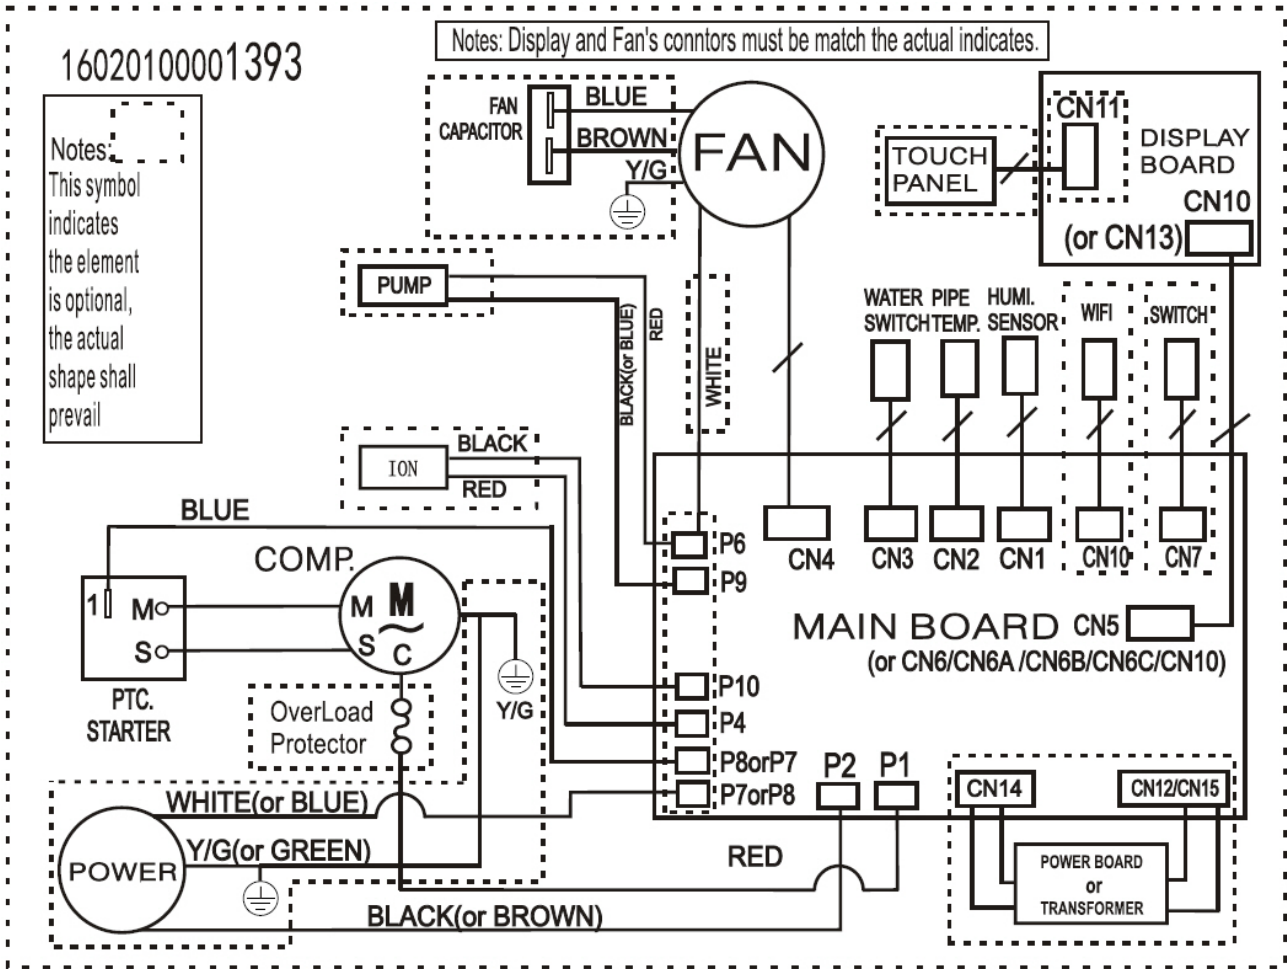 Notes: Display and Fan's conntors must be match the actual indicates.
16020100001393
Notes:
This symbol
indicates
the element
is optional,
the actual
shape shall
prevail
FAN
CAPACITOR
BLUE
BROWN
Y/G
FAN
TOUCH
PANEL
CN11
DISPLAY
BOARD
CN10
(or CN13)
PUMP
BLACK(or BLUE)
RED
WHITE
WATER
SWITCH
PIPE
TEMP.
HUMI.
SENSOR
WIFI
SWITCH
ION
BLACK
RED
BLUE
COMP.
1
M
S
M
M
S
C
PTC.
STARTER
Y/G
OverLoad
Protector
P6
P9
P10
P4
P8orP7
P7orP8
P2
P1
CN4
CN3
CN2
CN1
CN10
CN7
MAIN BOARD
CN5
(or CN6/CN6A /CN6B/CN6C/CN10)
CN14
CN12/CN15
POWER BOARD
or
TRANSFORMER
WHITE(or BLUE)
Y/G(or GREEN)
POWER
BLACK(or BROWN)
RED